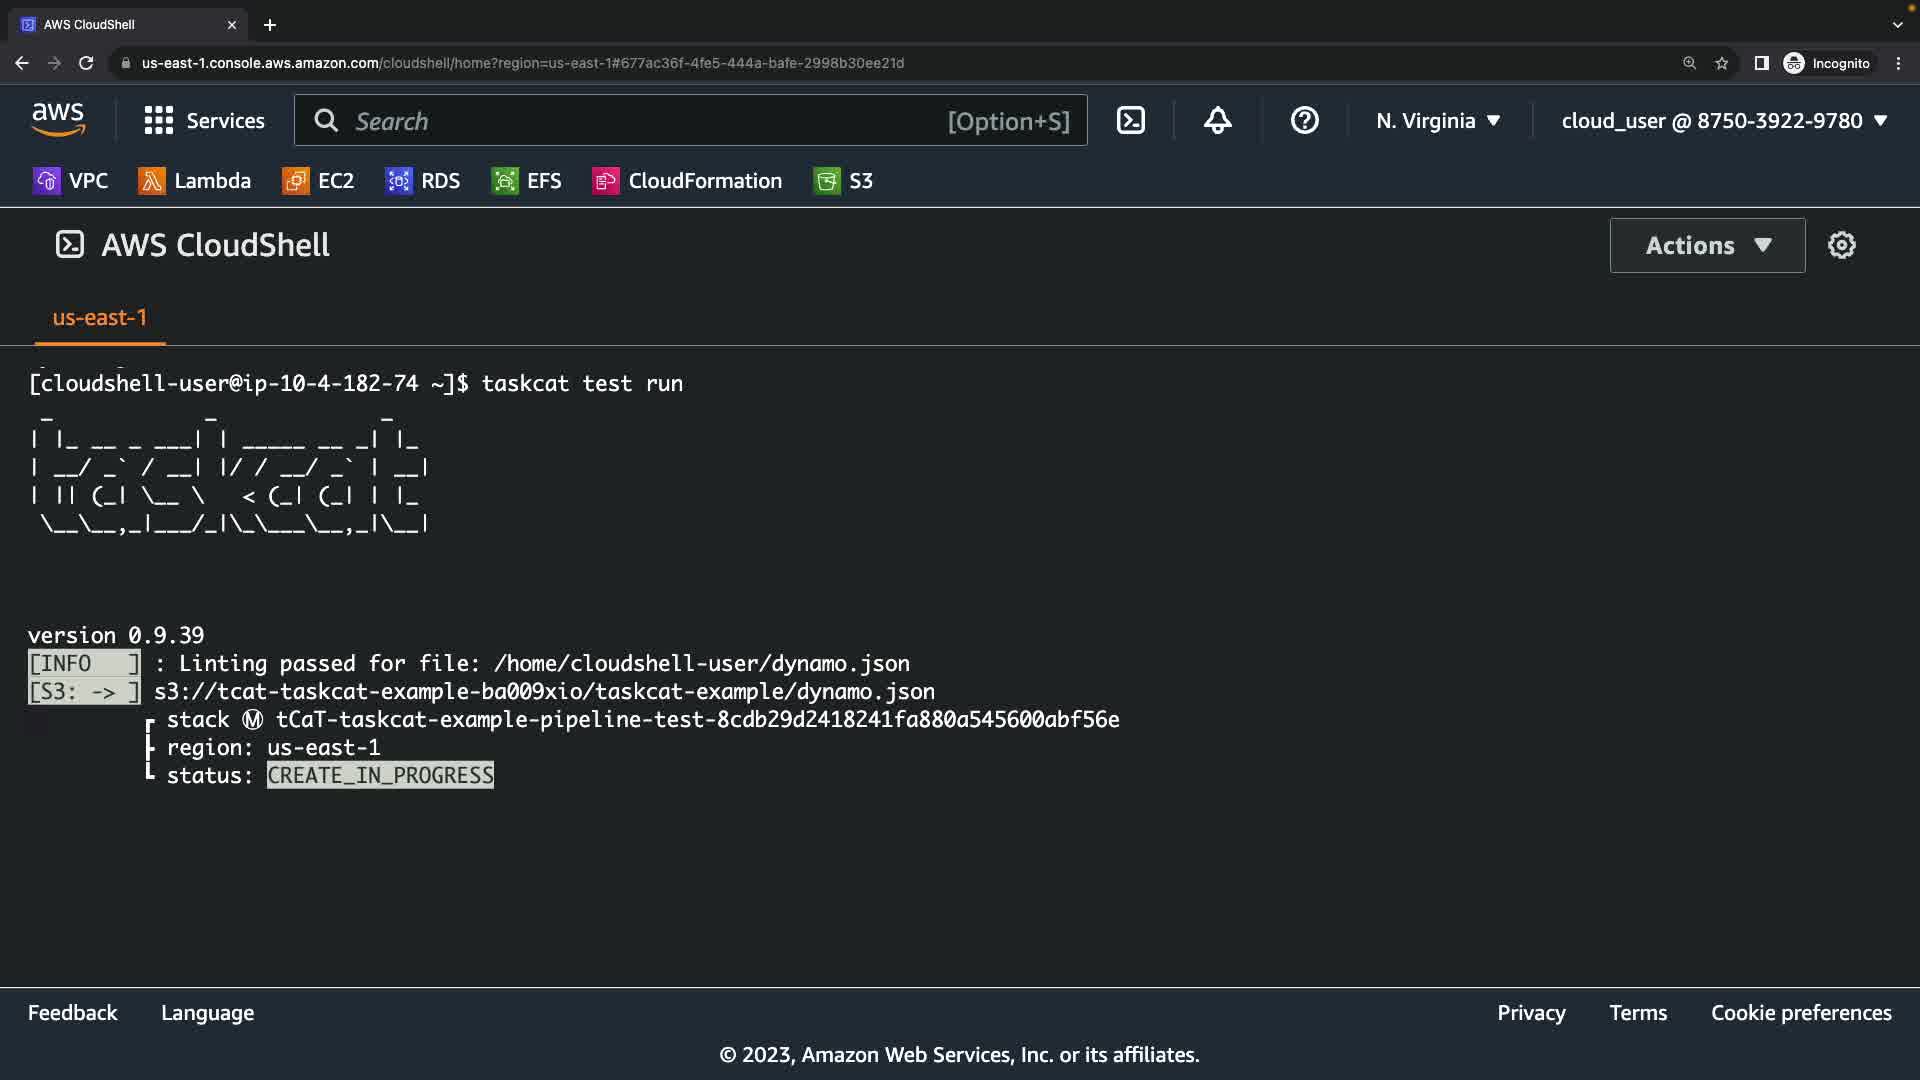 AWS CloudShell
us-east-1.console.aws.amazon.com/cloudshell/home?region=us-east-1#677ac36f-4fe5-444a-bafe-2998b30ee21d
Incognito
aws
Services
Search
[Option+S]
N. Virginia
cloud_user @ 8750-3922-9780
VPC
Lambda
EC2
RDS
EFS
CloudFormation
S3
AWS CloudShell
Actions
us-east-1
[cloudshell-user@ip-10-4-182-74 ~]$ taskcat test run
 _            _             _
| |_ __ _ ___| | _____ __ _| |_
| __/ _` / __| |/ / __/ _` | __|
| || (_| \__ \   < (_| (_| | |_
 \__\__,_|___/_|\_\___\__,_|\__|
version 0.9.39
[INFO   ] : Linting passed for file: /home/cloudshell-user/dynamo.json
[S3: -> ] s3://tcat-taskcat-example-ba009xio/taskcat-example/dynamo.json
┏ stack Ⓜ tCaT-taskcat-example-pipeline-test-8cdb29d2418241fa880a545600abf56e
┣ region: us-east-1
┗ status: CREATE_IN_PROGRESS
Feedback
Language
Privacy
Terms
Cookie preferences
© 2023, Amazon Web Services, Inc. or its affiliates.